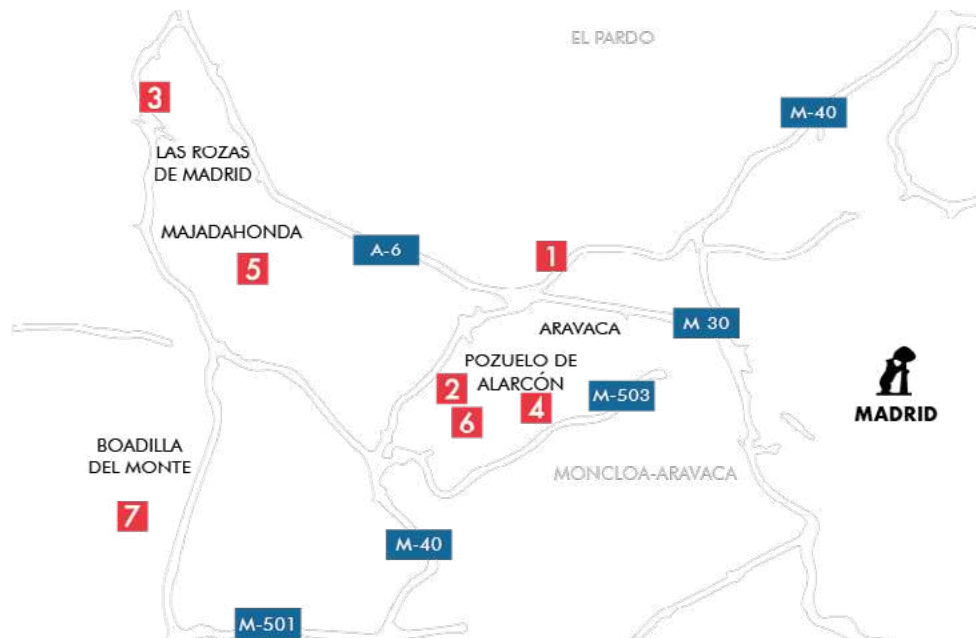 EL PARDO
3
M-40
LAS ROZAS
DE MADRID
MAJADAHONDA
5
A-6
1
ARAVACA
M 30
POZUELO DE
ALARCÓN
2
6
4
M-503
MADRID
BOADILLA
DEL MONTE
MONCLOA-ARAVACA
7
M-40
M-501